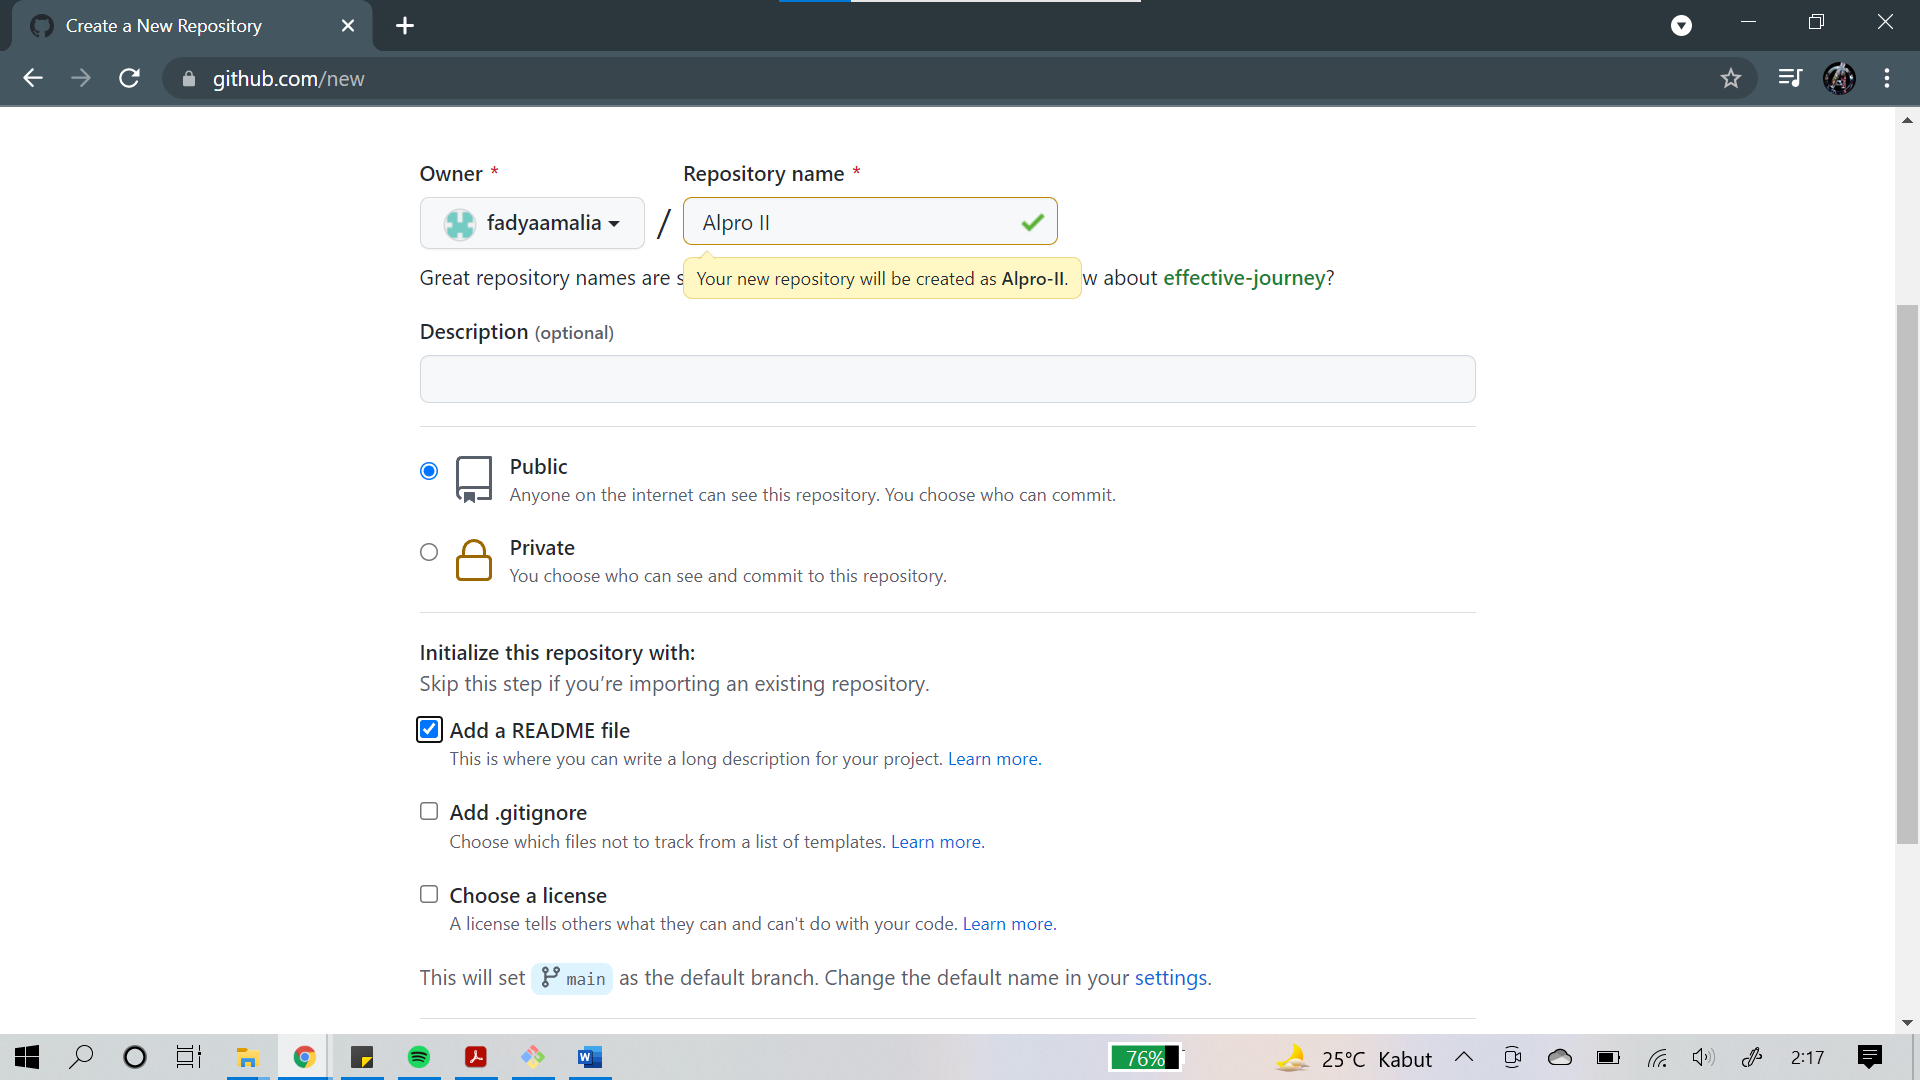 Create a New Repository
github.com/new
Owner * Repository name *
fadyaamalia / Alpro II
Great repository names are s Your new repository will be created as Alpro-II. w about effective-journey?
Description (optional)
Public
Anyone on the internet can see this repository. You choose who can commit.
Private
You choose who can see and commit to this repository.
Initialize this repository with:
Skip this step if you’re importing an existing repository.
Add a README file
This is where you can write a long description for your project. Learn more.
Add .gitignore
Choose which files not to track from a list of templates. Learn more.
Choose a license
A license tells others what they can and can't do with your code. Learn more.
This will set main as the default branch. Change the default name in your settings.
76% 25°C Kabut 2:17